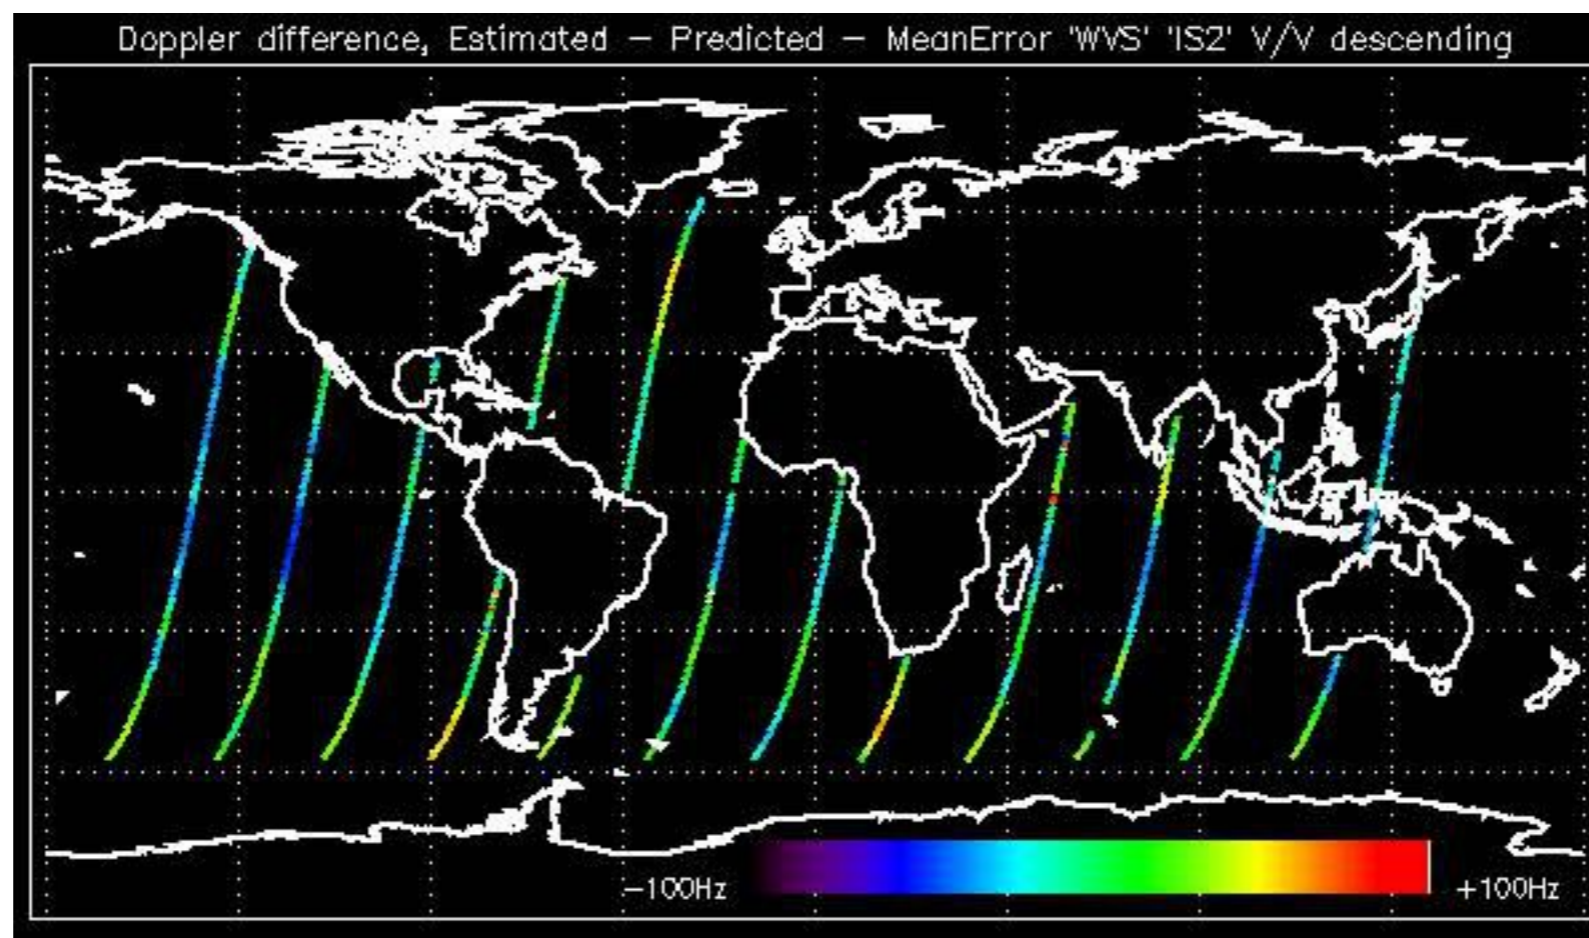 Doppler difference, Estimated – Predicted – MeanError 'WVS' 'IS2' V/V descending
-100Hz +100Hz